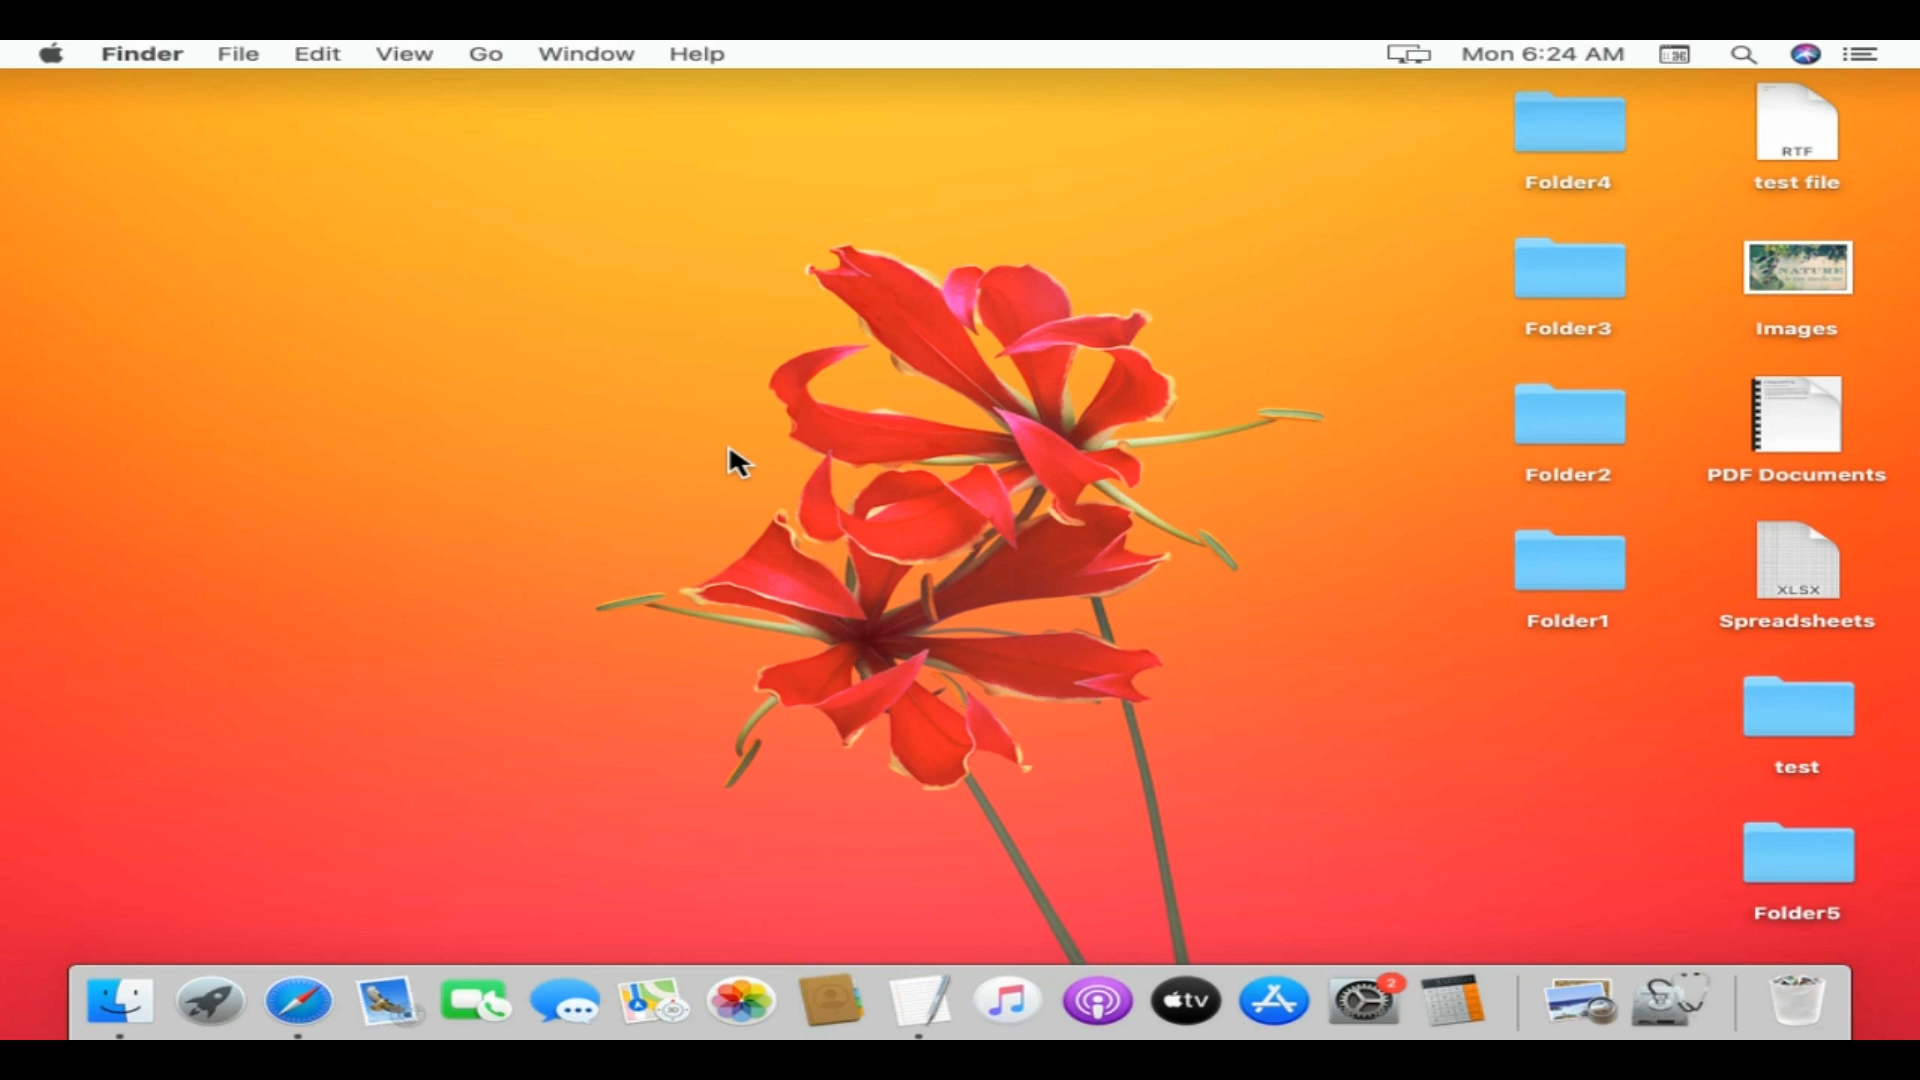 Finder File Edit View Go Window Help Mon 6:24 AM
RTF
Folder4 test file
NATURE
Folder3 Images
Folder2 PDF Documents
XLSX
Folder1 Spreadsheets
test
Folder5
tv
2